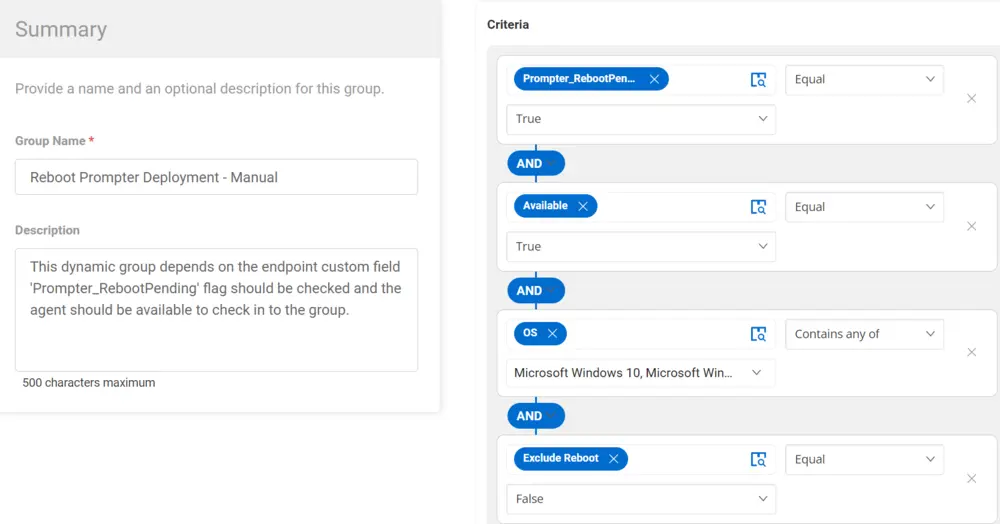 Summary
Provide a name and an optional description for this group.
Group Name *
Reboot Prompter Deployment - Manual
Description
This dynamic group depends on the endpoint custom field
'Prompter_RebootPending' flag should be checked and the
agent should be available to check in to the group.
500 characters maximum
Criteria
Prompter_RebootPen...
Equal
True
AND
Available
Equal
True
AND
OS
Contains any of
Microsoft Windows 10, Microsoft Win...
AND
Exclude Reboot
Equal
False